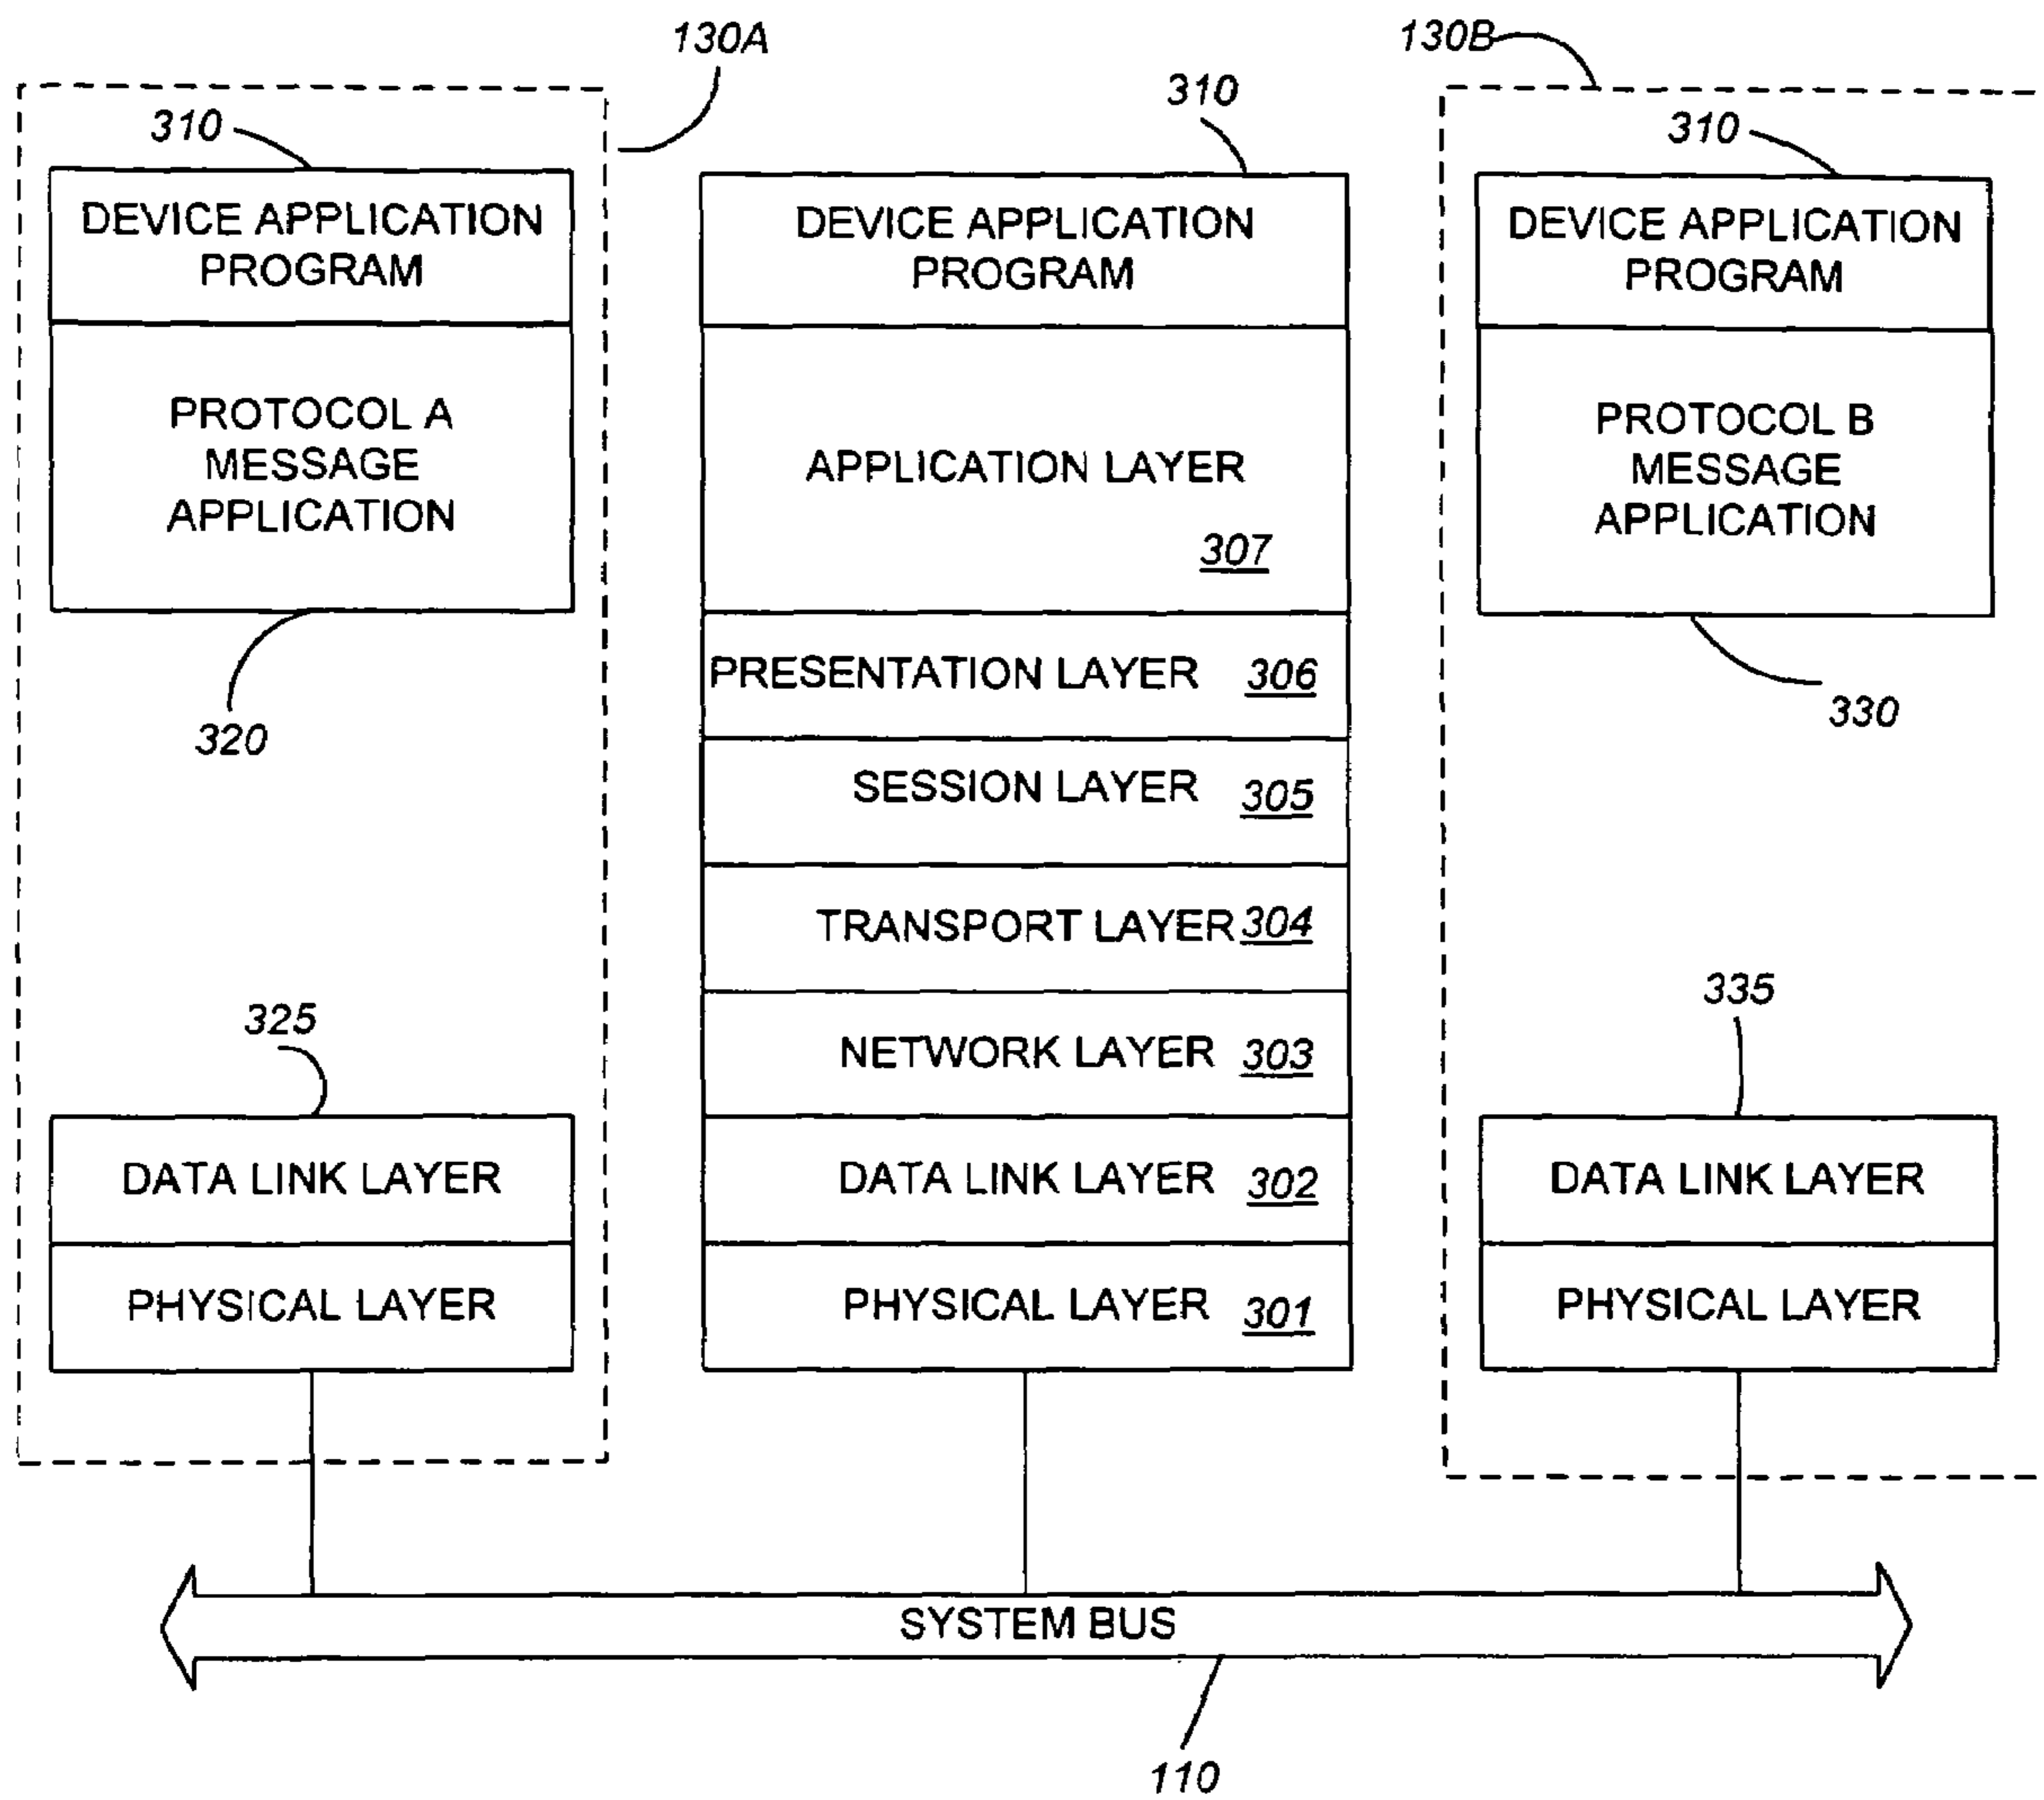 130A
130B
310
310
310
DEVICE APPLICATION
PROGRAM
DEVICE APPLICATION
PROGRAM
DEVICE APPLICATION
PROGRAM
PROTOCOL A
MESSAGE
APPLICATION
APPLICATION LAYER
307
PROTOCOL B
MESSAGE
APPLICATION
320
PRESENTATION LAYER 306
330
SESSION LAYER 305
TRANSPORT LAYER 304
325
NETWORK LAYER 303
335
DATA LINK LAYER
DATA LINK LAYER 302
DATA LINK LAYER
PHYSICAL LAYER
PHYSICAL LAYER 301
PHYSICAL LAYER
SYSTEM BUS
110